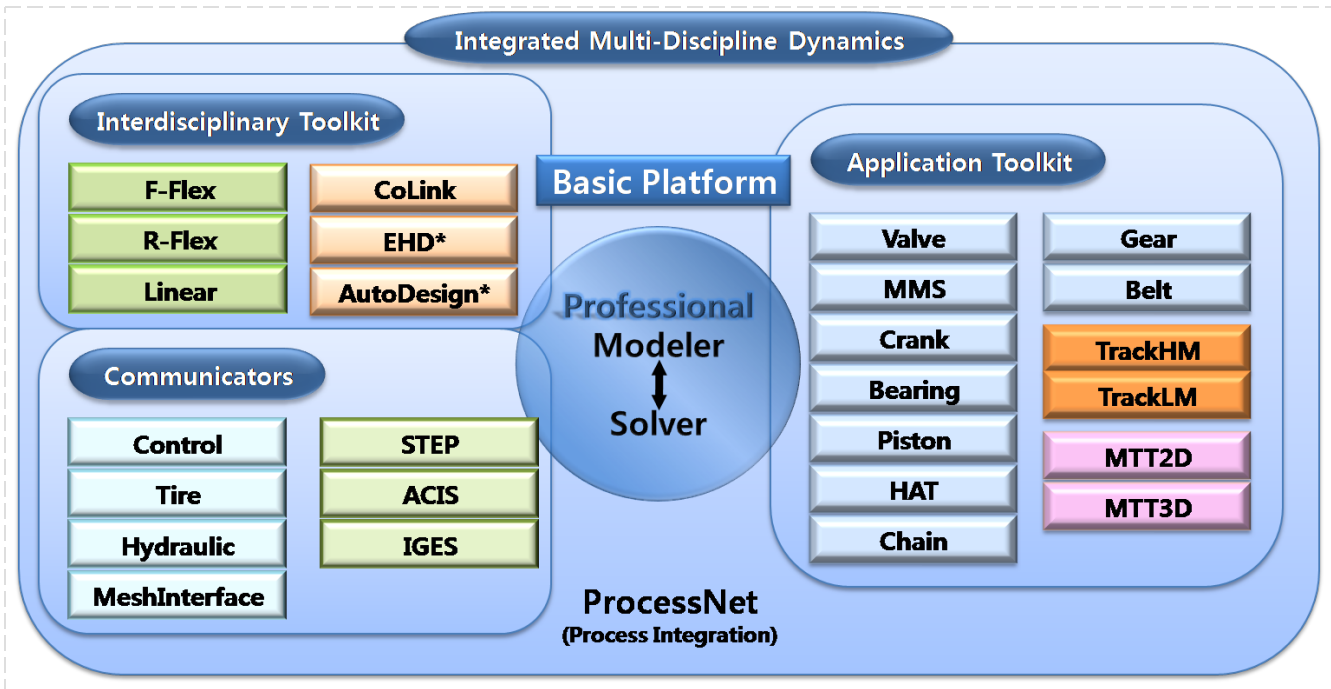 Integrated Multi-Discipline Dynamics
Interdisciplinary Toolkit
F-Flex
R-Flex
Linear
CoLink
EHD*
AutoDesign*
Communicators
Control
Tire
Hydraulic
MeshInterface
STEP
ACIS
IGES
Basic Platform
Professional
Modeler
Solver
ProcessNet
(Process Integration)
Application Toolkit
Valve
MMS
Crank
Bearing
Piston
HAT
Chain
Gear
Belt
TrackHM
TrackLM
MTT2D
MTT3D